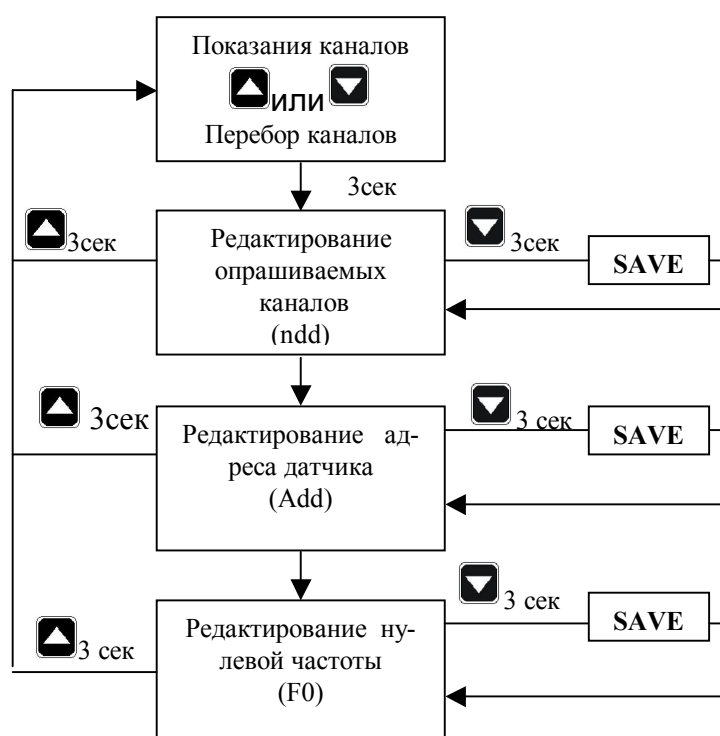 Показания каналов
или
Перебор каналов
3сек
3сек
Редактирование
опрашиваемых
каналов
(ndd)
3сек
SAVE
3сек
Редактирование ад-
реса датчика
(Add)
3 сек
SAVE
3 сек
Редактирование ну-
левой частоты
(F0)
3 сек
SAVE